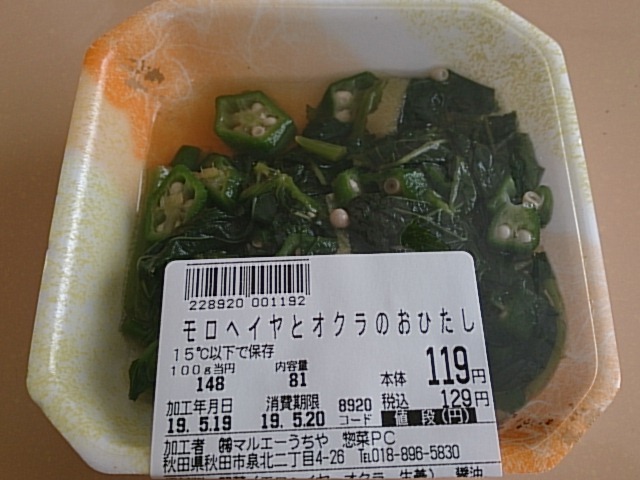 228920 001192
モロヘイヤとオクラのおひたし
15℃以下で保存
100g当円 内容量 本体 119円
148 81 税込 129円
加工年月日 消費期限 8920 値段(円)
19. 5.19 19. 5.20 コード
加工者 ㈱マルエーうちや 惣菜PC
秋田県秋田市泉北二丁目4-26 TEL018-896-5830